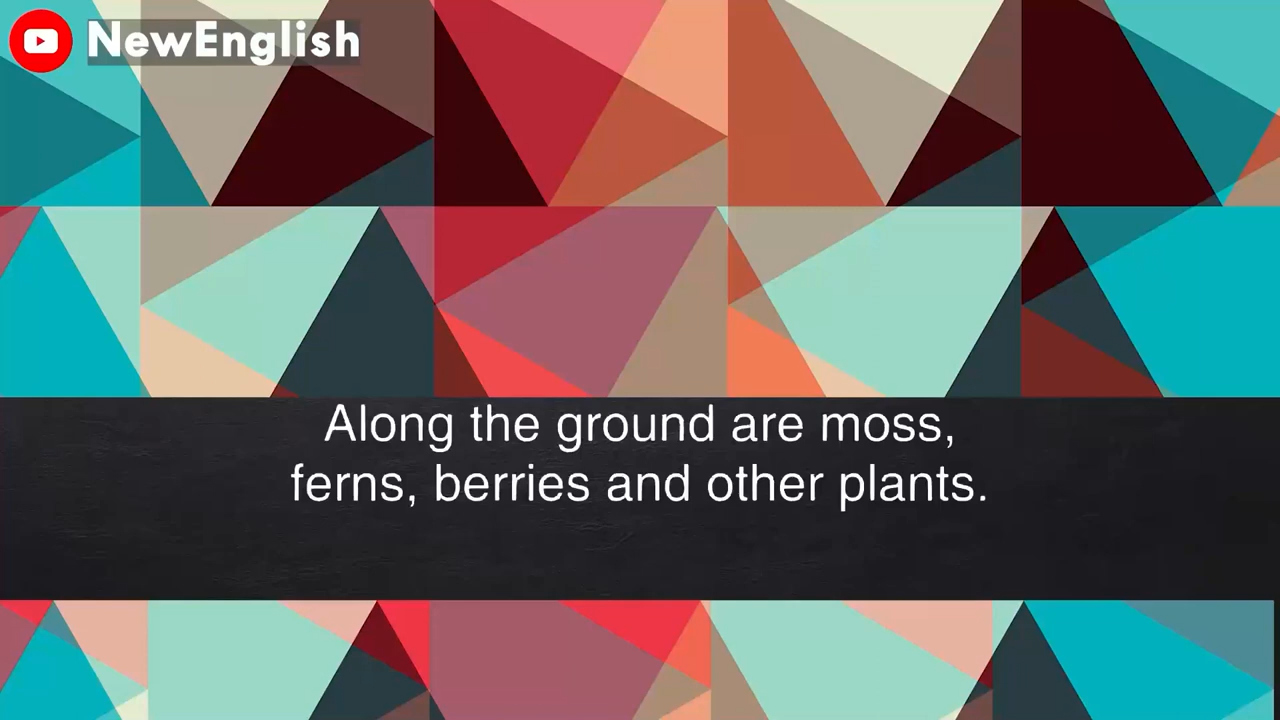 NewEnglish
Along the ground are moss,
ferns, berries and other plants.